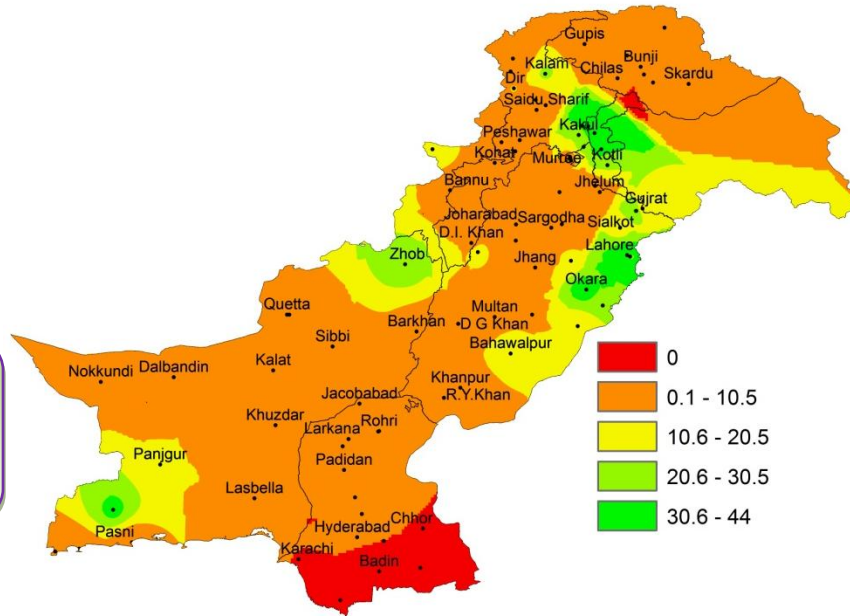 Gupis
Kalam
Chilas
Bunji
Skardu
Dir
Saidu Sharif
Peshawar
Kakul
Kohat
Murree
Kotli
Bannu
Jhelum
Gujrat
Joharabad
Sargodha
Sialkot
D.I. Khan
Zhob
Lahore
Jhang
Okara
Quetta
Multan
Barkhan
D G Khan
Sibbi
Bahawalpur
Nokkundi
Dalbandin
Kalat
Khanpur
Jacobabad
R.Y.Khan
Khuzdar
Larkana
Rohri
Panjgur
Padidan
Lasbella
Pasni
Hyderabad
Chhor
Karachi
Badin
0
0.1 - 10.5
10.6 - 20.5
20.6 - 30.5
30.6 - 44